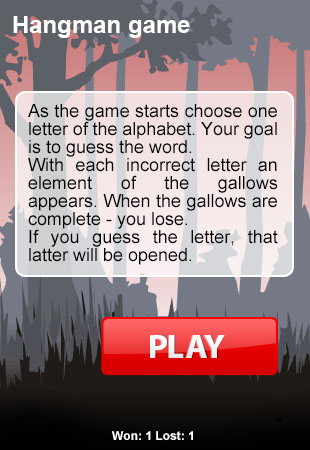 Hangman game
As the game starts choose one
letter of the alphabet. Your goal
is to guess the word.
With each incorrect letter an
element of the gallows
appears. When the gallows are
complete - you lose.
If you guess the letter, that
latter will be opened.
PLAY
Won: 1 Lost: 1